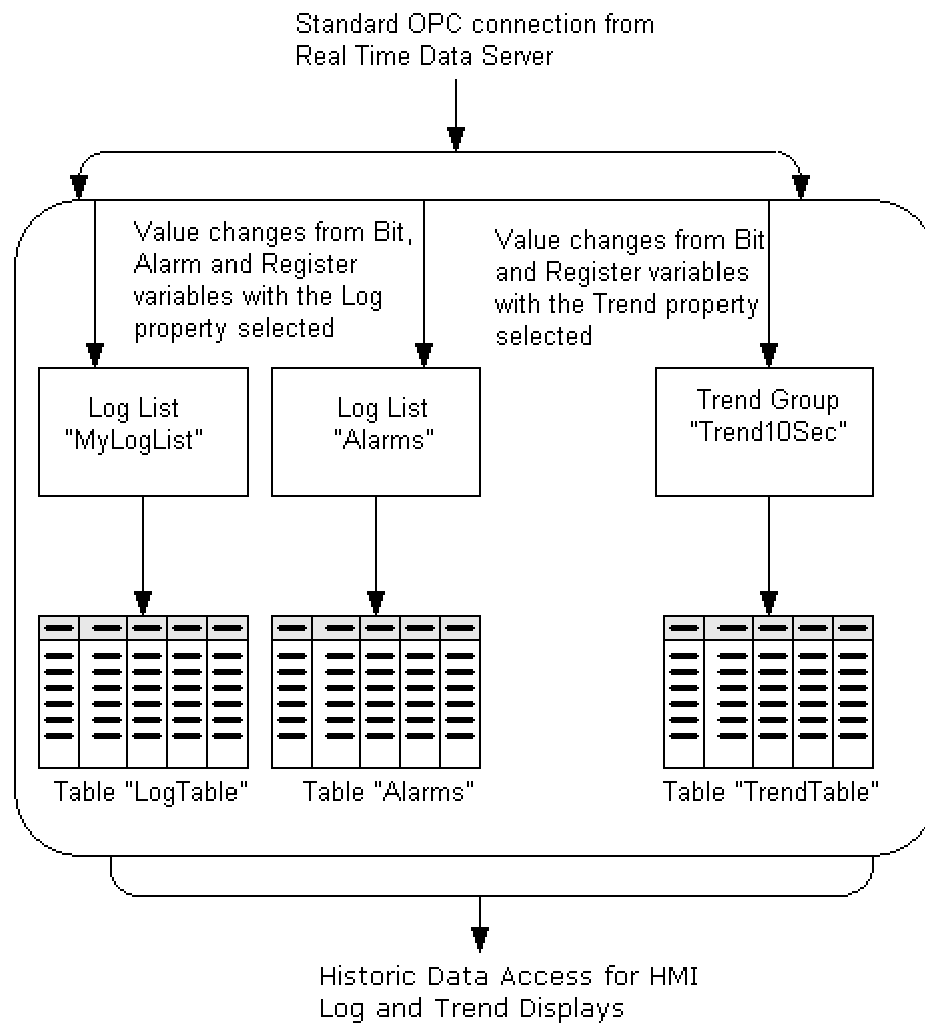 Standard OPC connection from
Real Time Data Server
Value changes from Bit,
Alarm and Register
variables with the Log
property selected
Value changes from Bit
and Register variables
with the Trend property
selected
Log List
"MyLogList"
Log List
"Alarms"
Trend Group
"Trend10Sec"
Table "LogTable"
Table "Alarms"
Table "TrendTable"
Historic Data Access for HMI
Log and Trend Displays